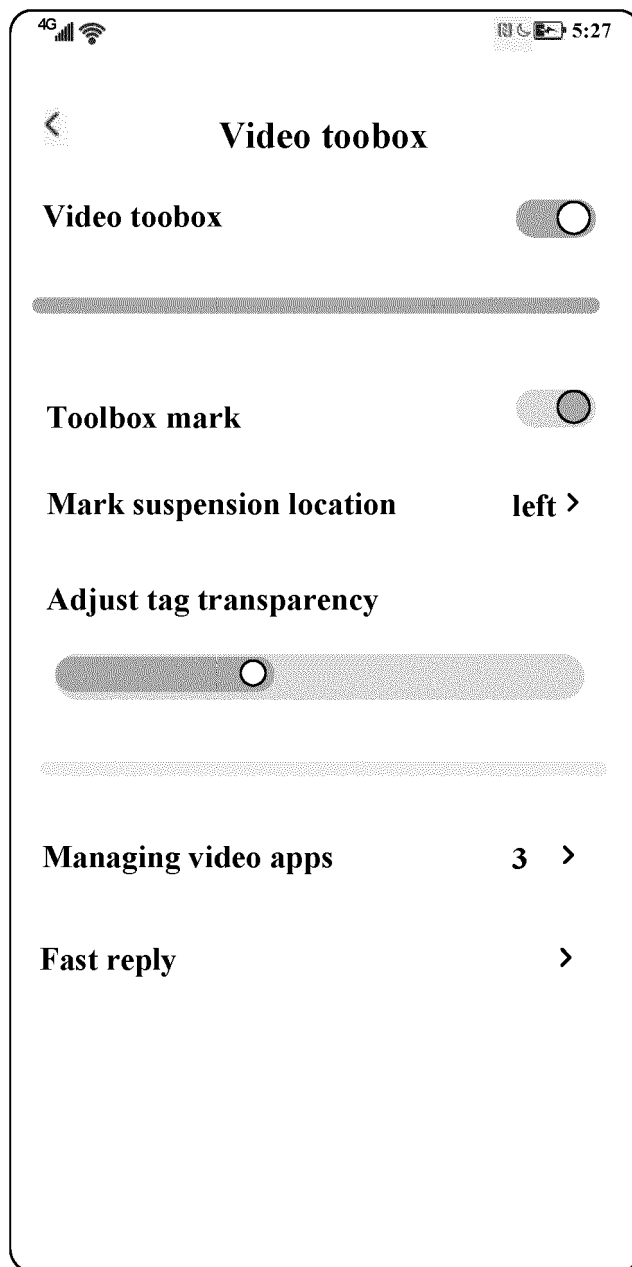 4G 5:27
Video toobox
Video toobox
Toolbox mark
Mark suspension location left
Adjust tag transparency
Managing video apps 3
Fast reply